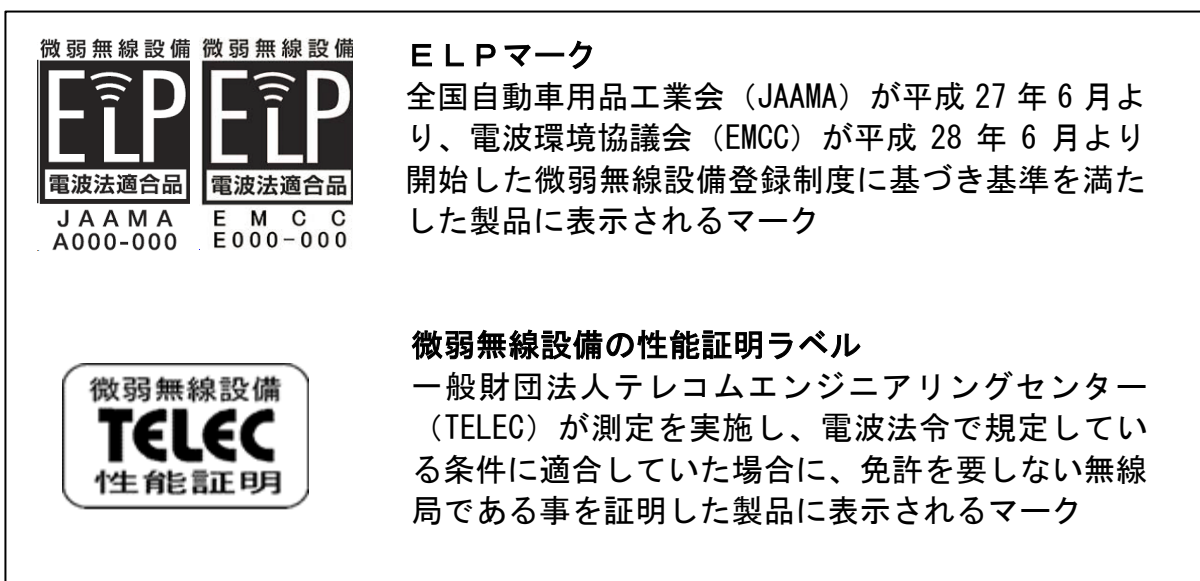 微弱無線設備
ELP
電波法適合品
JAAMA
A000-000
微弱無線設備
ELP
電波法適合品
EMCC
E000-000
ELPマーク
全国自動車用品工業会(JAAMA)が平成 27 年 6 月よ
り、電波環境協議会(EMCC)が平成 28 年 6 月より
開始した微弱無線設備登録制度に基づき基準を満た
した製品に表示されるマーク
微弱無線設備
TELEC
性能証明
微弱無線設備の性能証明ラベル
一般財団法人テレコムエンジニアリングセンター
(TELEC)が測定を実施し、電波法令で規定してい
る条件に適合していた場合に、免許を要しない無線
局である事を証明した製品に表示されるマーク